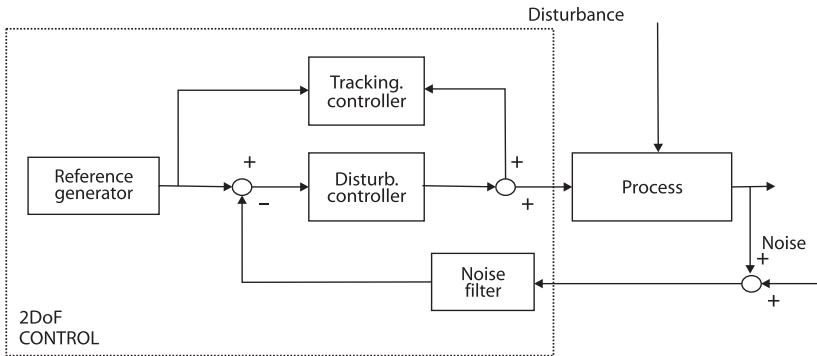 Disturbance
Tracking.
controller
+
+
Reference
generator
Disturb.
controller
Process
−
+
Noise
+
Noise
filter
+
2DoF
CONTROL